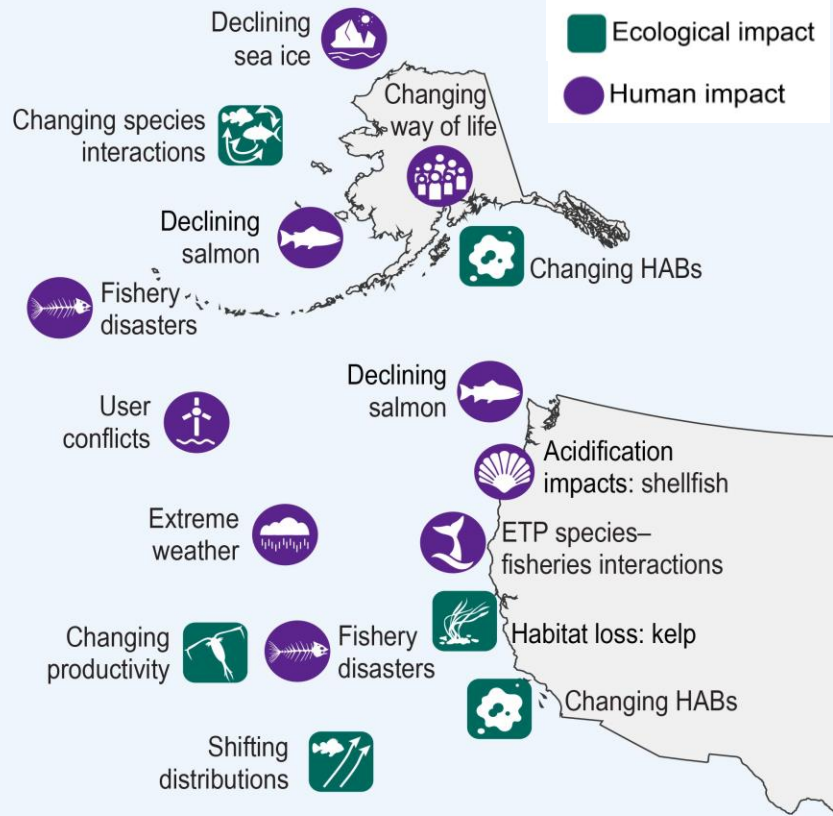 Declining
sea ice
Ecological impact
Human impact
Changing
way of life
Changing species
interactions
Declining
salmon
Changing HABs
Fishery
disasters
Declining
salmon
User
conflicts
Acidification
impacts: shellfish
Extreme
weather
ETP species–
fisheries interactions
Changing
productivity
Fishery
disasters
Habitat loss: kelp
Changing HABs
Shifting
distributions